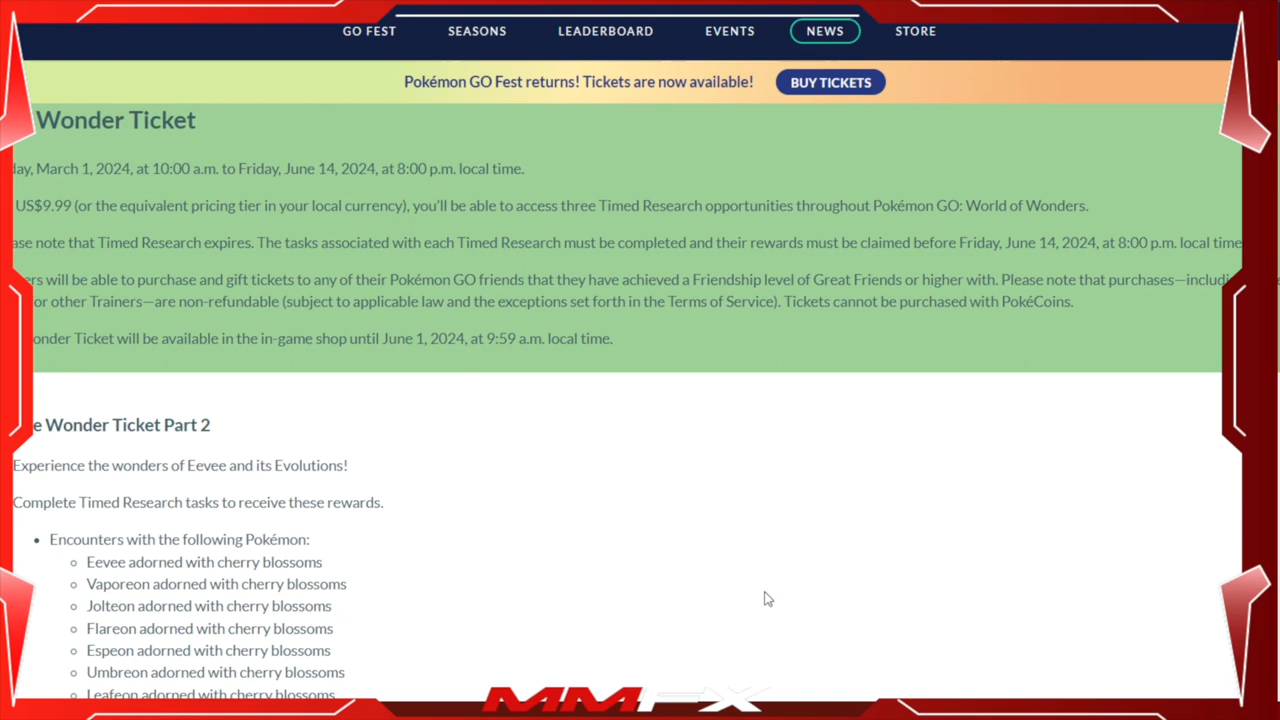 GO FEST SEASONS LEADERBOARD EVENTS NEWS STORE
Pokémon GO Fest returns! Tickets are now available! BUY TICKETS
Wonder Ticket
March 1, 2024, at 10:00 a.m. to Friday, June 14, 2024, at 8:00 p.m. local time.
US$9.99 (or the equivalent pricing tier in your local currency), you'll be able to access three Timed Research opportunities throughout Pokémon GO: World of Wonders.
note that Timed Research expires. The tasks associated with each Timed Research must be completed and their rewards must be claimed before Friday, June 14, 2024, at 8:00 p.m. local time
will be able to purchase and gift tickets to any of their Pokémon GO friends that they have achieved a Friendship level of Great Friends or higher with. Please note that purchases—includi
or other Trainers—are non-refundable (subject to applicable law and the exceptions set forth in the Terms of Service). Tickets cannot be purchased with PokéCoins.
onder Ticket will be available in the in-game shop until June 1, 2024, at 9:59 a.m. local time.
e Wonder Ticket Part 2
Experience the wonders of Eevee and its Evolutions!
Complete Timed Research tasks to receive these rewards.
• Encounters with the following Pokémon:
Eevee adorned with cherry blossoms
Vaporeon adorned with cherry blossoms
Jolteon adorned with cherry blossoms
Flareon adorned with cherry blossoms
Espeon adorned with cherry blossoms
Umbreon adorned with cherry blossoms
Leafeon adorned with cherry blossoms
MMFX